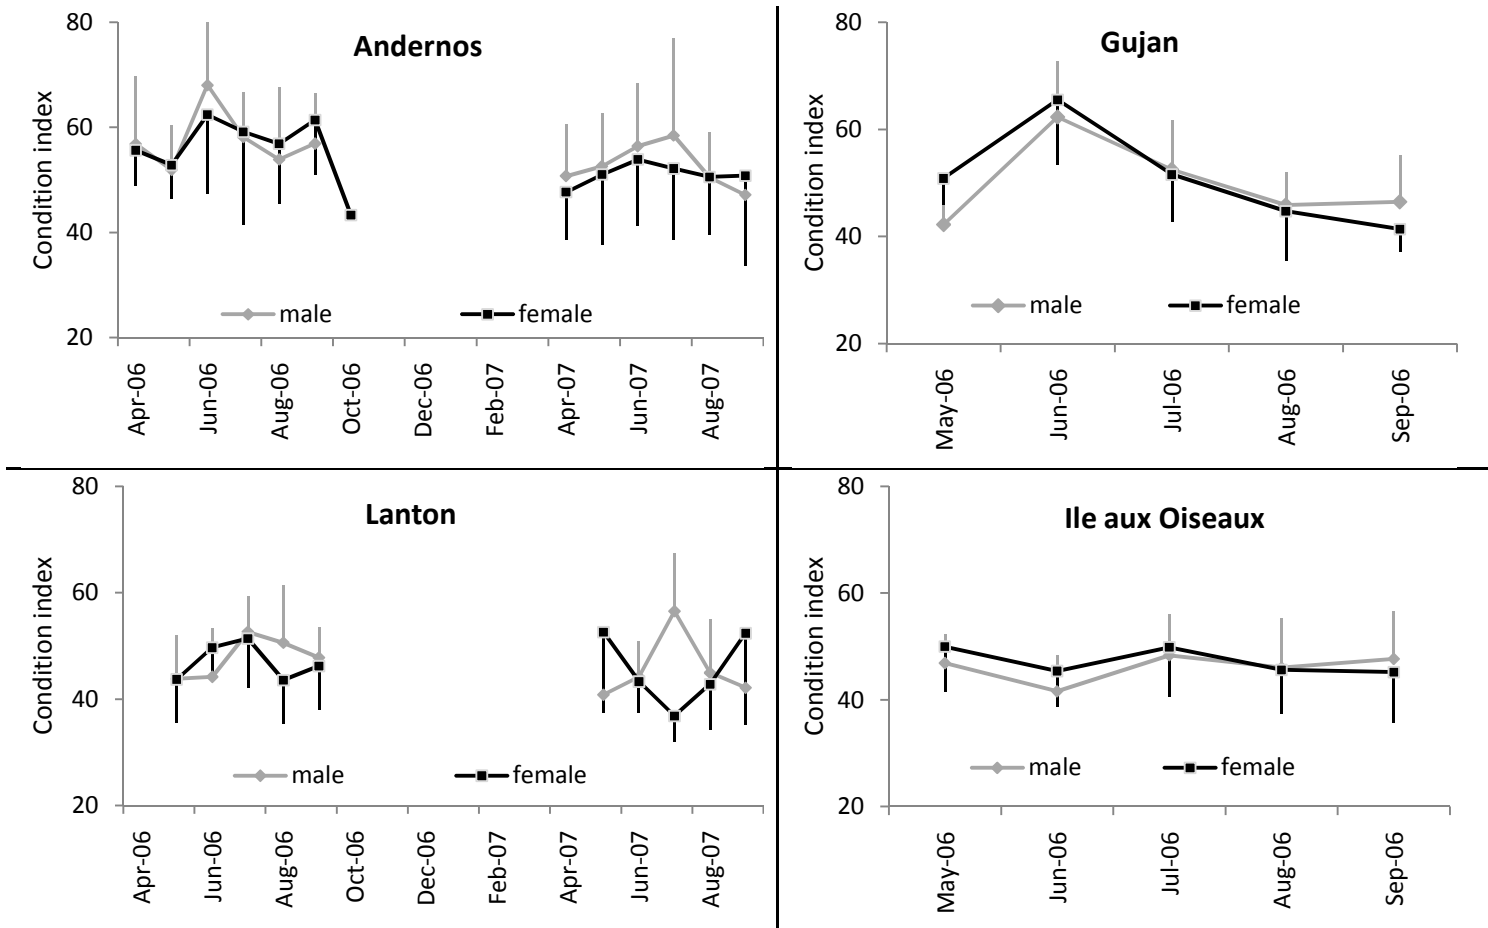 Andernos
Condition index
80
60
40
20
male
female
Apr-06
Jun-06
Aug-06
Oct-06
Dec-06
Feb-07
Apr-07
Jun-07
Aug-07
Gujan
Condition index
80
60
40
20
male
female
May-06
Jun-06
Jul-06
Aug-06
Sep-06
Lanton
Condition index
80
60
40
20
male
female
Apr-06
Jun-06
Aug-06
Oct-06
Dec-06
Feb-07
Apr-07
Jun-07
Aug-07
Ile aux Oiseaux
Condition index
80
60
40
20
male
female
May-06
Jun-06
Jul-06
Aug-06
Sep-06